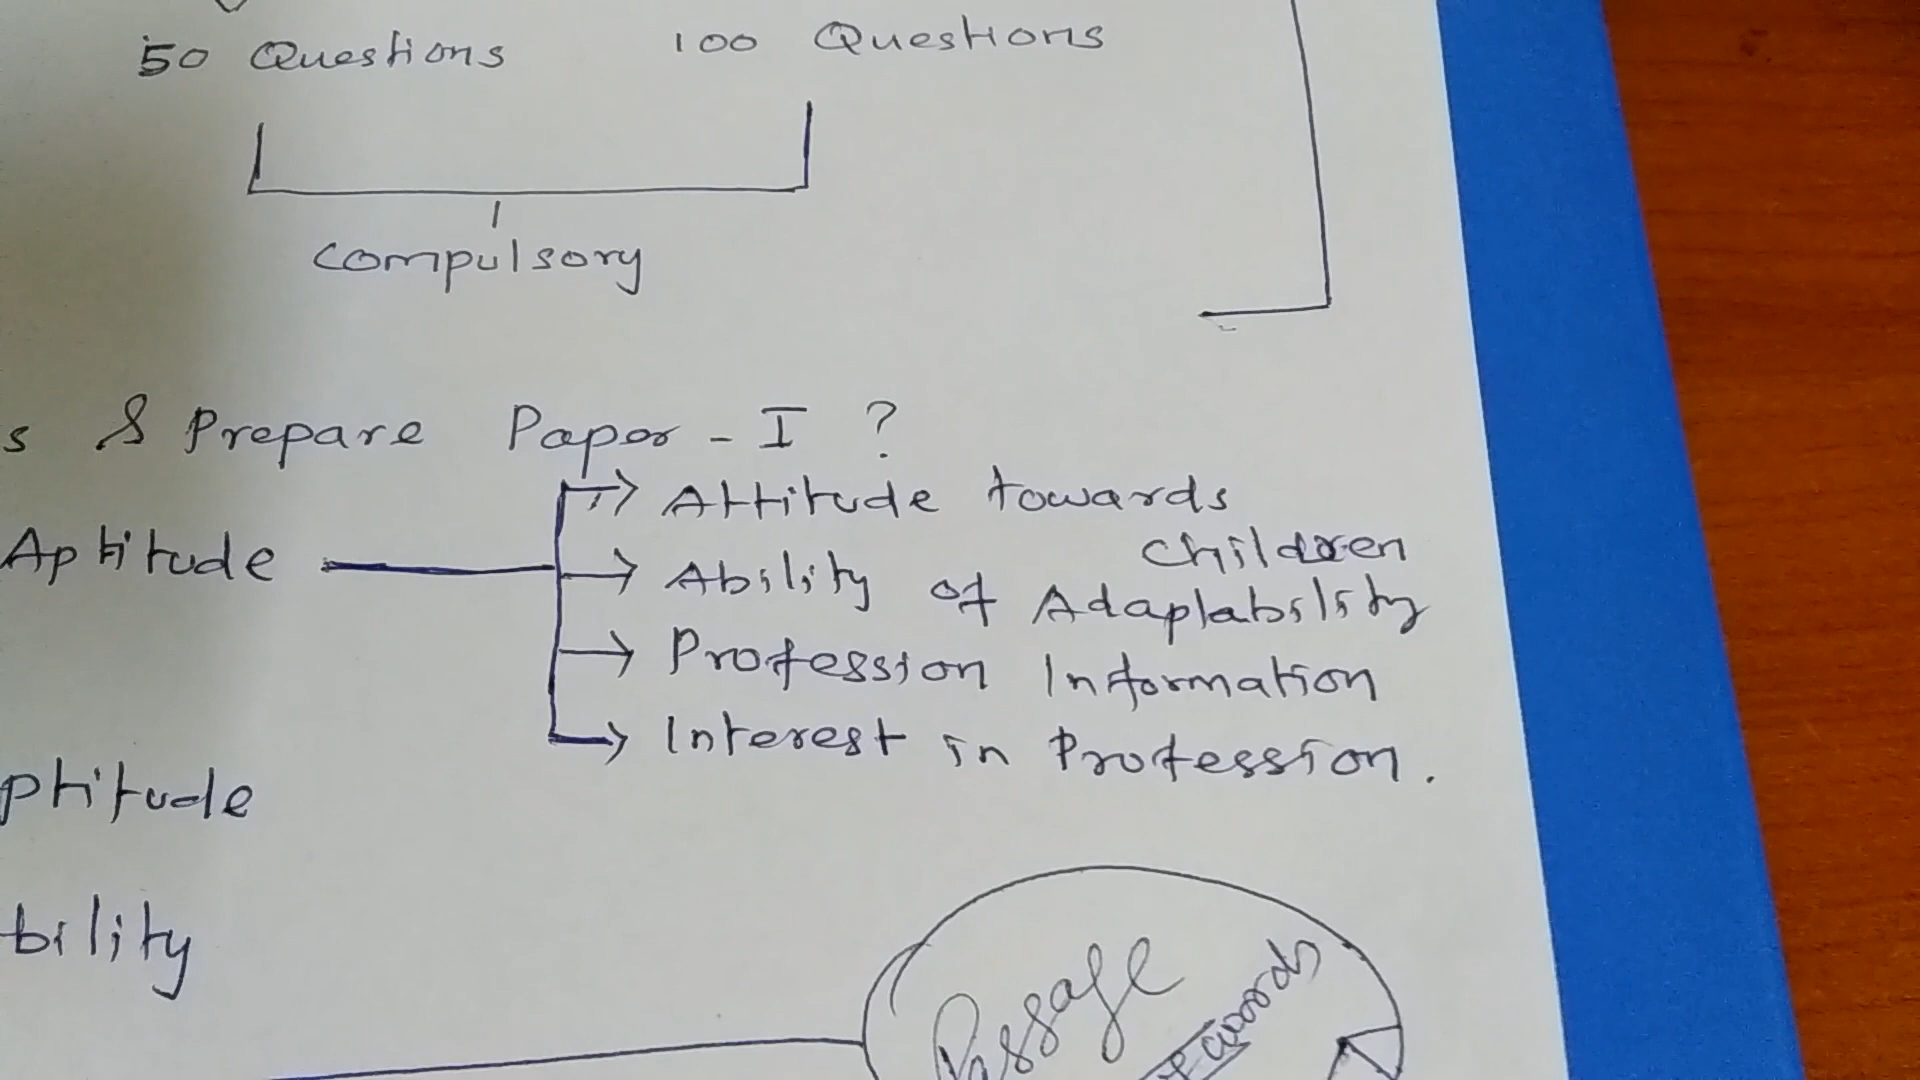 50 Questions 100 Questions
compulsory
s & Prepare Paper - I ?
Aptitude
Attitude towards
children
Ability of Adaptability
Profession Information
Interest in Profession.
ptitude
bility
Passage
words